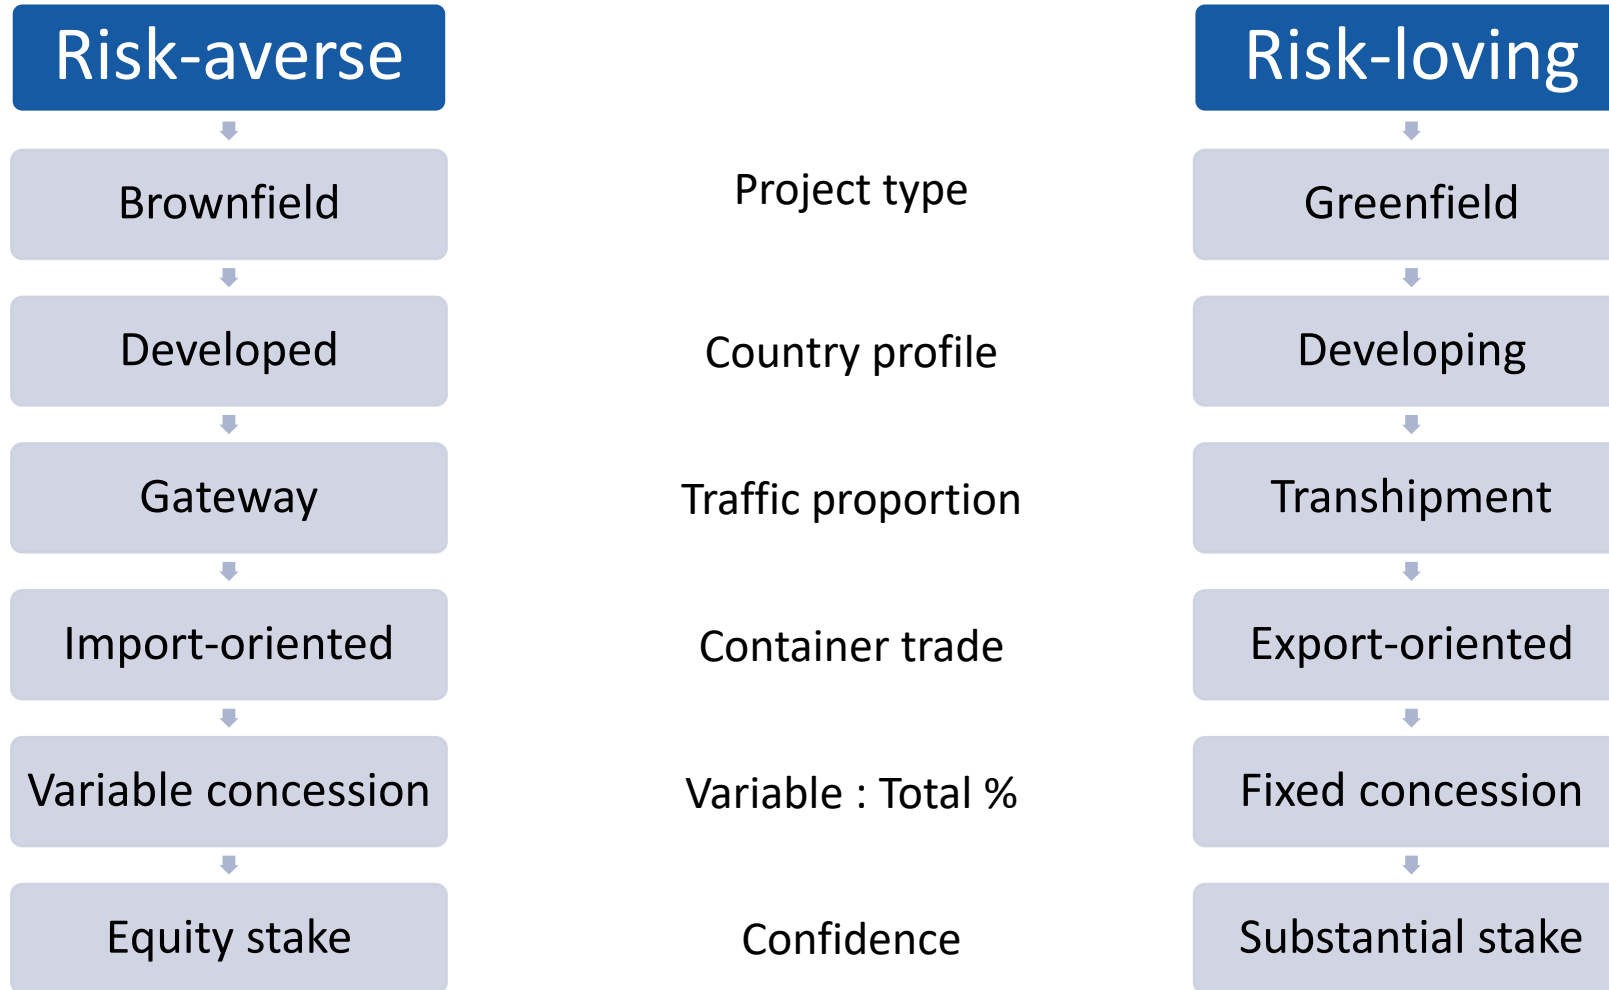 Risk-averse
Risk-loving
Brownfield
Project type
Greenfield
Developed
Country profile
Developing
Gateway
Traffic proportion
Transhipment
Import-oriented
Container trade
Export-oriented
Variable concession
Variable : Total %
Fixed concession
Equity stake
Confidence
Substantial stake